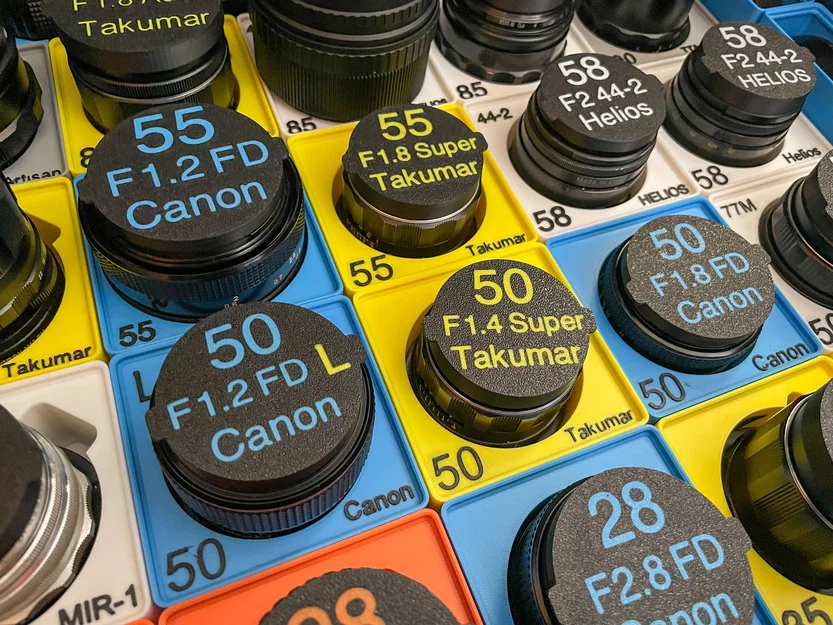 Takumar
85
85
44-2
58
F2 44-2
Helios
58
HELIOS
58
F2 44-2
HELIOS
58
Helios
Artisan
55
F1.2 FD
Canon
55
55
F1.8 Super
Takumar
55
Takumar
77M
50
F1.8 FD
Canon
50
Canon
Takumar
50
F1.2 FD L
Canon
L
50
Canon
50
F1.4 Super
Takumar
50
Takumar
MIR-1
28
F2.8 FD